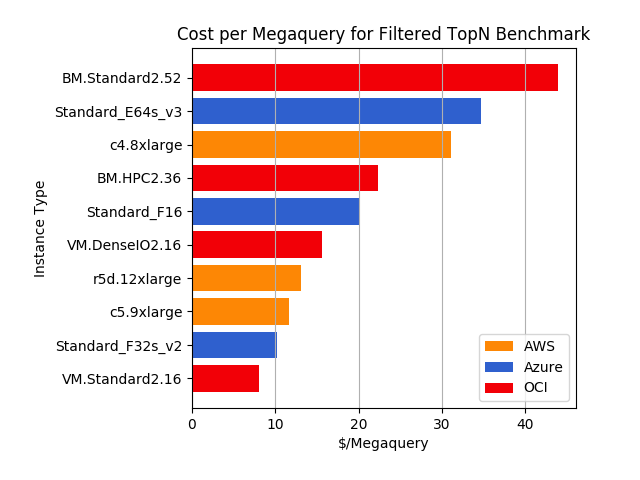 Cost per Megaquery for Filtered TopN Benchmark
Instance Type
BM.Standard2.52
Standard_E64s_v3
c4.8xlarge
BM.HPC2.36
Standard_F16
VM.DenseIO2.16
r5d.12xlarge
c5.9xlarge
Standard_F32s_v2
VM.Standard2.16
AWS
Azure
OCI
0 10 20 30 40
$/Megaquery